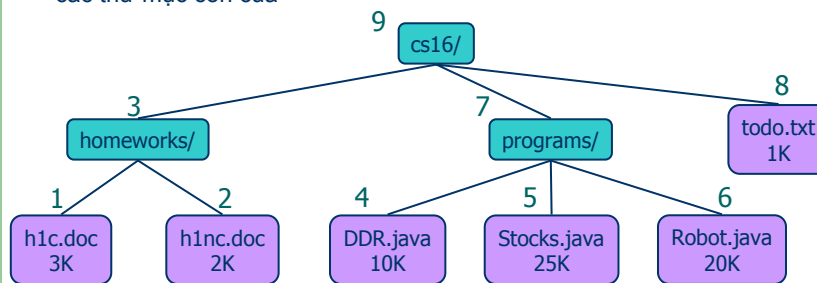 9
cs16/
3
7
8
homeworks/
programs/
todo.txt
1K
1
2
4
5
6
h1c.doc
3K
h1nc.doc
2K
DDR.java
10K
Stocks.java
25K
Robot.java
20K